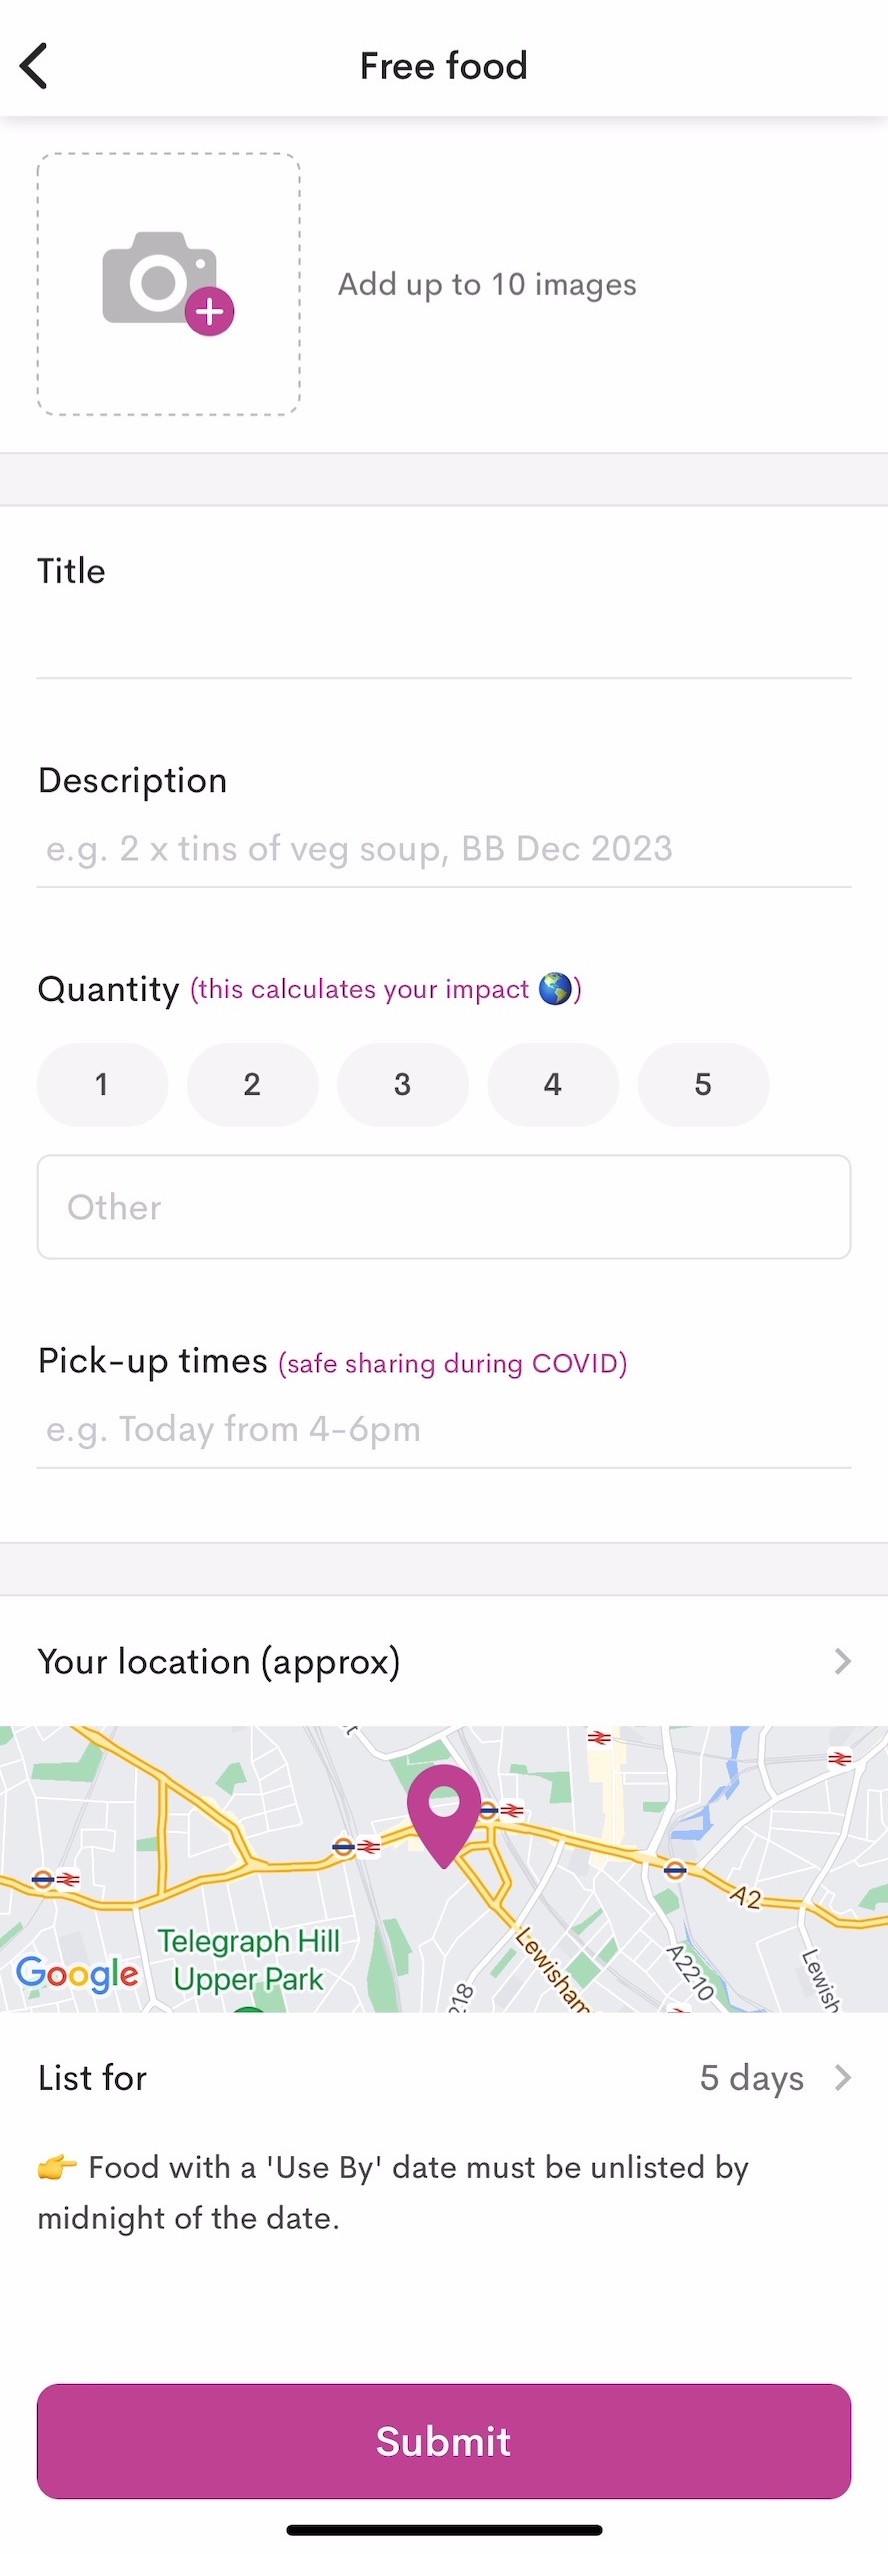 Free food
Add up to 10 images
Title
Description
e.g. 2 x tins of veg soup, BB Dec 2023
Quantity (this calculates your impact 🌎)
1 2 3 4 5
Other
Pick-up times (safe sharing during COVID)
e.g. Today from 4-6pm
Your location (approx)
A2
Telegraph Hill
Upper Park
Google
Lewisham
A2210
Lewish
218
List for 5 days
👉 Food with a 'Use By' date must be unlisted by
midnight of the date.
Submit